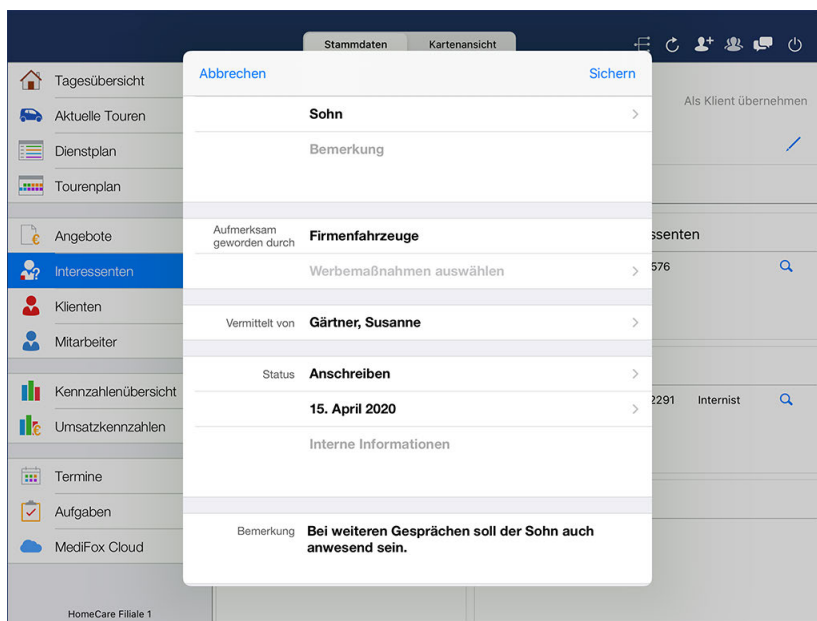 Stammdaten Kartenansicht
Abbrechen Sichern
Tagesübersicht
Aktuelle Touren
Dienstplan
Tourenplan
Angebote
Interessenten
Klienten
Mitarbeiter
Kennzahlenübersicht
Umsatzkennzahlen
Termine
Aufgaben
MediFox Cloud
HomeCare Filiale 1
Sohn
Bemerkung
Aufmerksam
geworden durch
Firmenfahrzeuge
Werbemaßnahmen auswählen
Vermittelt von Gärtner, Susanne
Status Anschreiben
15. April 2020
Interne Informationen
Bemerkung Bei weiteren Gesprächen soll der Sohn auch
anwesend sein.
Als Klient übernehmen
ssenten
576
2291 Internist